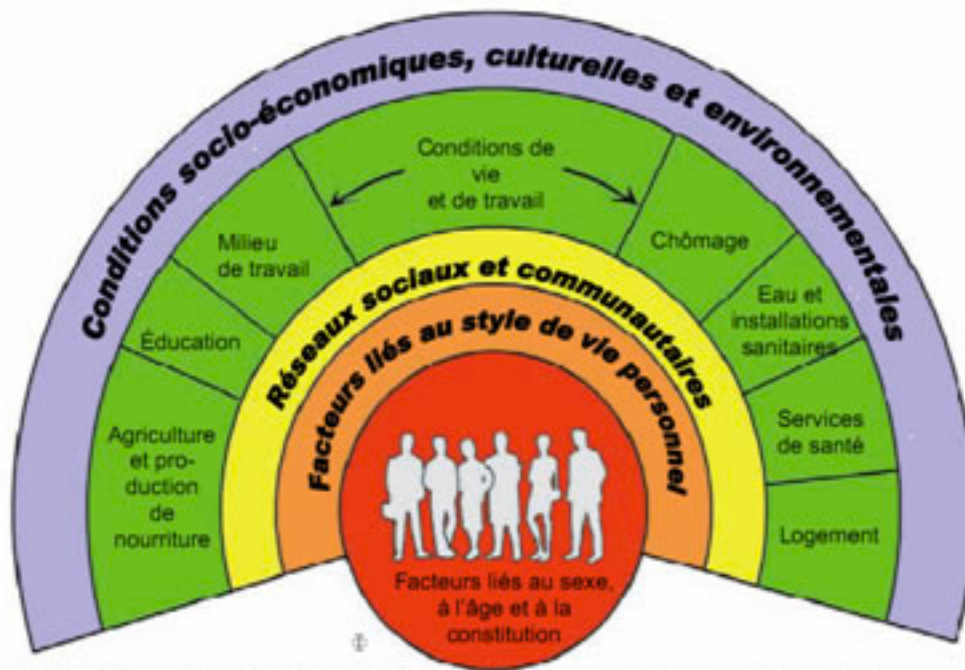 Conditions socio-économiques, culturelles et environnementales
Conditions de
vie
et de travail
Milieu
de travail
Éducation
Agriculture
et pro-
duction
de
nourriture
Chômage
Eau et
installations
sanitaires
Services
de santé
Logement
Réseaux sociaux et communautaires
Facteurs liés au style de vie personnel
Facteurs liés au sexe,
à l'âge et à la
constitution